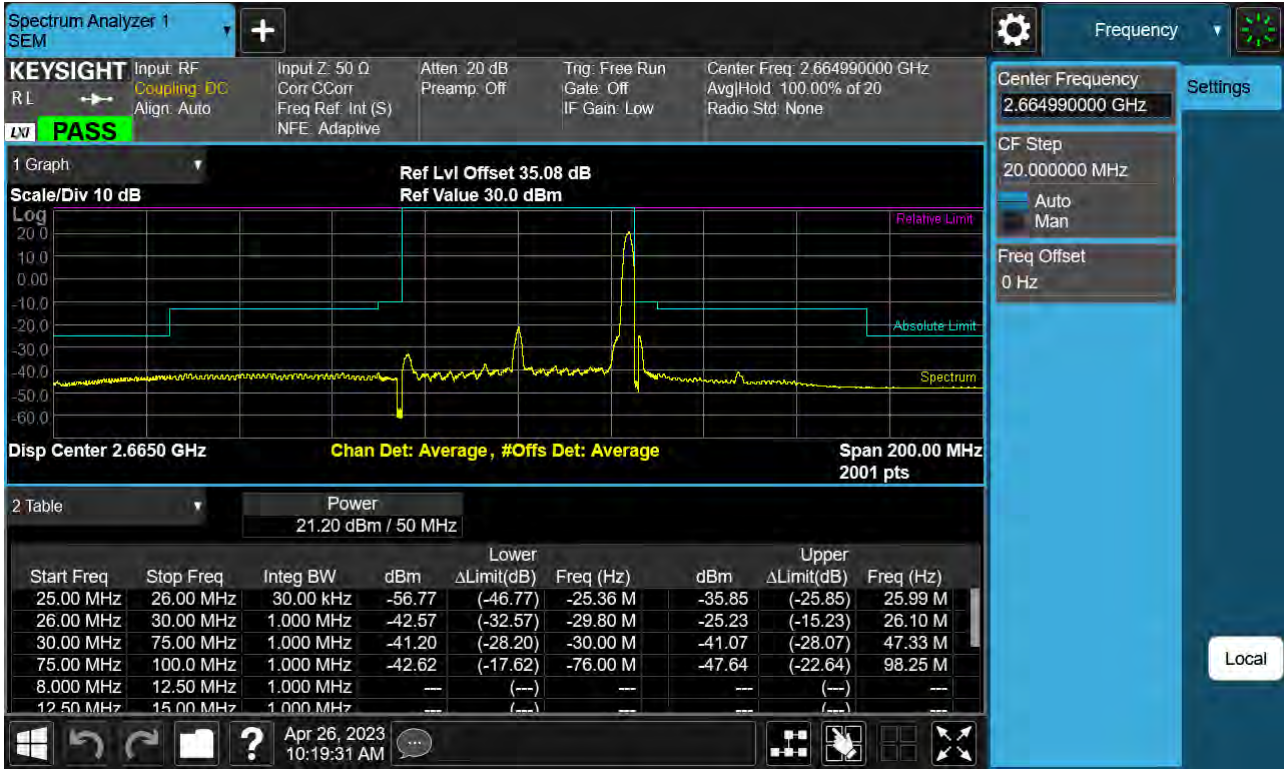 Spectrum Analyzer 1
SEM
Frequency
KEYSIGHT
Input: RF
Coupling: DC
Align: Auto
Input Z: 50 Ω
Corr CCorr
Freq Ref: Int (S)
NFE: Adaptive
Atten: 20 dB
Preamp: Off
Trig: Free Run
Gate: Off
IF Gain: Low
Center Freq: 2.664990000 GHz
Avg|Hold: 100.00% of 20
Radio Std: None
R L
LXI PASS
Center Frequency
2.664990000 GHz
Settings
CF Step
20.000000 MHz
Auto
Man
Freq Offset
0 Hz
Local
1 Graph
Scale/Div 10 dB
Ref Lvl Offset 35.08 dB
Ref Value 30.0 dBm
Log
20.0
10.0
0.00
-10.0
-20.0
-30.0
-40.0
-50.0
-60.0
Relative Limit
Absolute Limit
Spectrum
Disp Center 2.6650 GHz
Chan Det: Average, #Offs Det: Average
Span 200.00 MHz
2001 pts
2 Table
Power
21.20 dBm / 50 MHz
Lower Upper
Start Freq Stop Freq Integ BW dBm ΔLimit(dB) Freq (Hz) dBm ΔLimit(dB) Freq (Hz)
25.00 MHz 26.00 MHz 30.00 kHz -56.77 (-46.77) -25.36 M -35.85 (-25.85) 25.99 M
26.00 MHz 30.00 MHz 1.000 MHz -42.57 (-32.57) -29.80 M -25.23 (-15.23) 26.10 M
30.00 MHz 75.00 MHz 1.000 MHz -41.20 (-28.20) -30.00 M -41.07 (-28.07) 47.33 M
75.00 MHz 100.0 MHz 1.000 MHz -42.62 (-17.62) -76.00 M -47.64 (-22.64) 98.25 M
8.000 MHz 12.50 MHz 1.000 MHz --- (---) --- --- (---) ---
12.50 MHz 15.00 MHz 1.000 MHz --- (---) --- --- (---) ---
Apr 26, 2023
10:19:31 AM